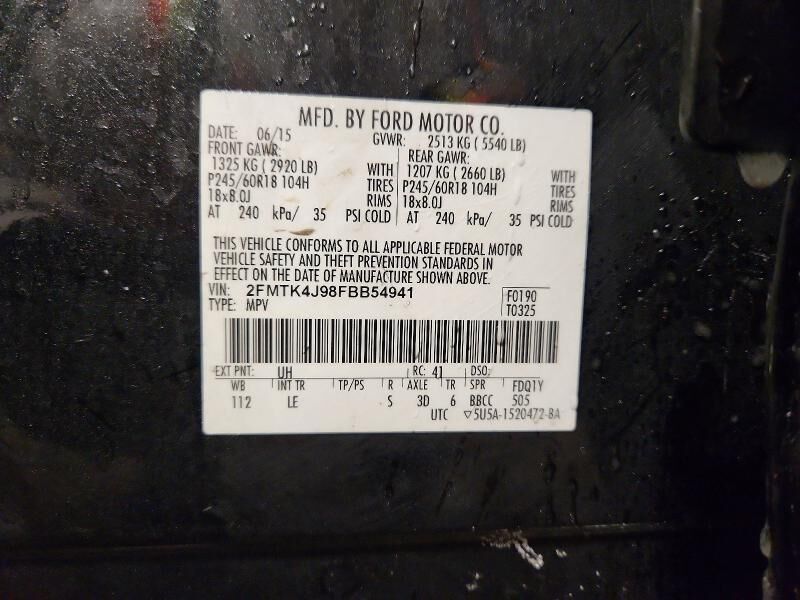 MFD. BY FORD MOTOR CO.
DATE: 06/15 GVWR: 2513 KG ( 5540 LB)
FRONT GAWR: REAR GAWR:
1325 KG ( 2920 LB) WITH 1207 KG ( 2660 LB) WITH
P245/60R18 104H TIRES P245/60R18 104H TIRES
18x8.0J RIMS 18x8.0J RIMS
AT 240 kPa/ 35 PSI COLD AT 240 kPa/ 35 PSI COLD
THIS VEHICLE CONFORMS TO ALL APPLICABLE FEDERAL MOTOR
VEHICLE SAFETY AND THEFT PREVENTION STANDARDS IN
EFFECT ON THE DATE OF MANUFACTURE SHOWN ABOVE.
VIN: 2FMTK4J98FBB54941 F0190
TYPE: MPV T0325
EXT PNT: UH RC: 41 DSO:
WB INT TR TP/PS R AXLE TR SPR FDQ1Y
112 LE S 3D 6 BBCC 505
UTC ▽5U5A-1520472-BA